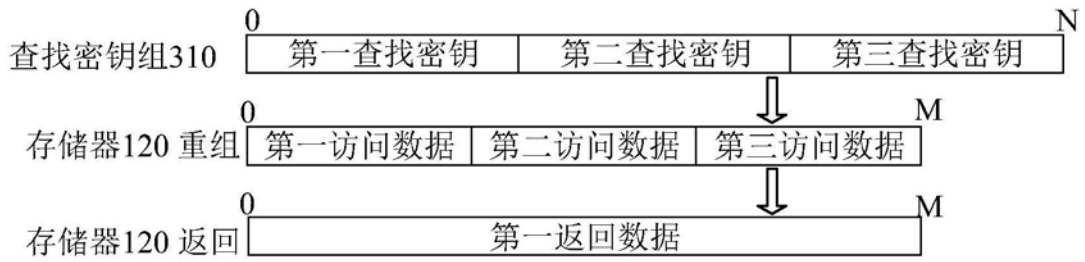 0 N
查找密钥组310 第一查找密钥 第二查找密钥 第三查找密钥
0 M
存储器120 重组 第一访问数据 第二访问数据 第三访问数据
0 M
存储器120 返回 第一返回数据